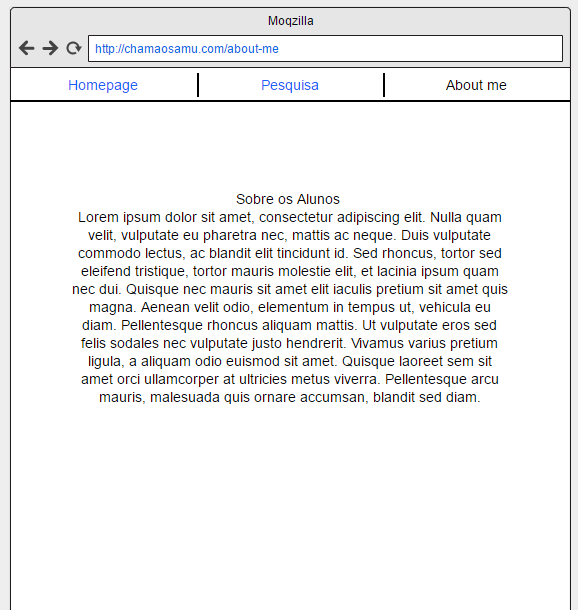 Moqzilla
http://chamaosamu.com/about-me
Homepage
Pesquisa
About me
Sobre os Alunos
Lorem ipsum dolor sit amet, consectetur adipiscing elit. Nulla quam
velit, vulputate eu pharetra nec, mattis ac neque. Duis vulputate
commodo lectus, ac blandit elit tincidunt id. Sed rhoncus, tortor sed
eleifend tristique, tortor mauris molestie elit, et lacinia ipsum quam
nec dui. Quisque nec mauris sit amet elit iaculis pretium sit amet quis
magna. Aenean velit odio, elementum in tempus ut, vehicula eu
diam. Pellentesque rhoncus aliquam mattis. Ut vulputate eros sed
felis sodales nec vulputate justo hendrerit. Vivamus varius pretium
ligula, a aliquam odio euismod sit amet. Quisque laoreet sem sit
amet orci ullamcorper at ultricies metus viverra. Pellentesque arcu
mauris, malesuada quis ornare accumsan, blandit sed diam.